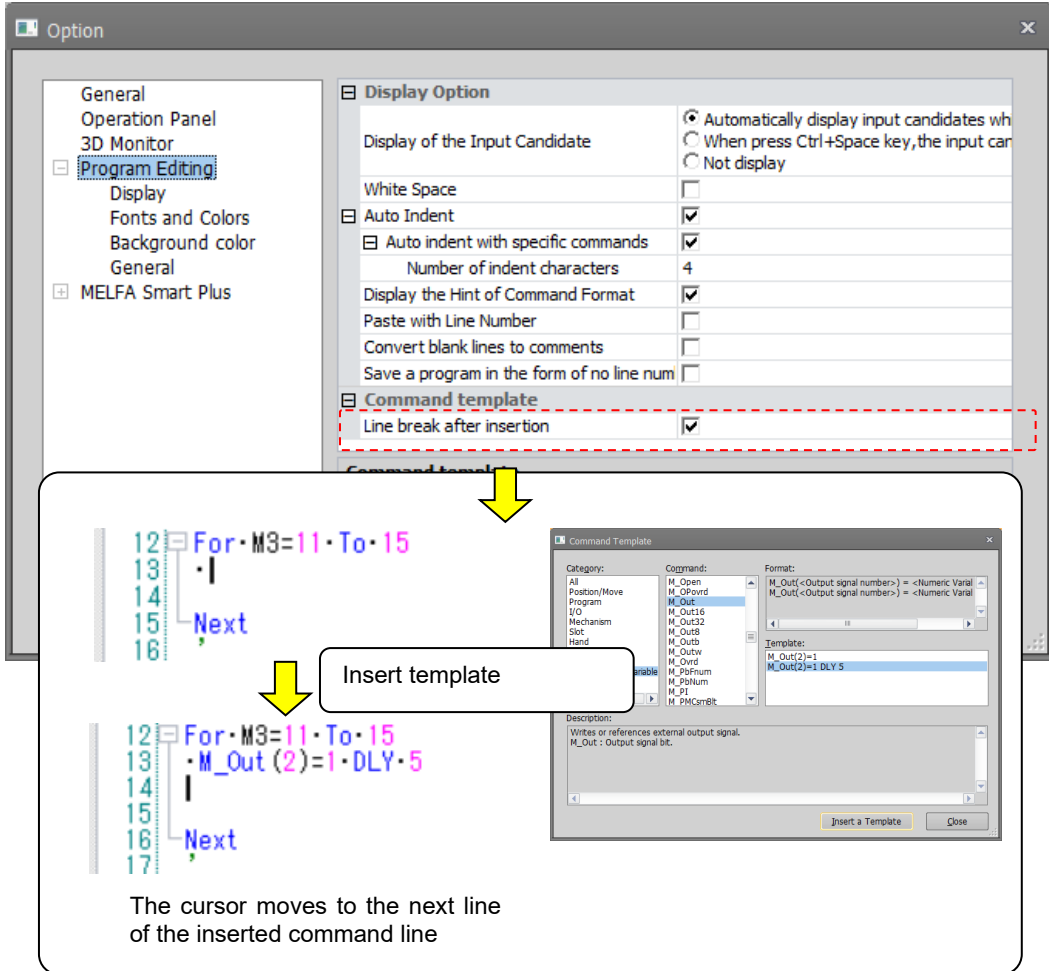 Option
General
Operation Panel
3D Monitor
Program Editing
Display
Fonts and Colors
Background color
General
MELFA Smart Plus
Display Option
Display of the Input Candidate
Automatically display input candidates wh
When press Ctrl+Space key,the input can
Not display
White Space
Auto Indent
Auto indent with specific commands
Number of indent characters 4
Display the Hint of Command Format
Paste with Line Number
Convert blank lines to comments
Save a program in the form of no line num
Command template
Line break after insertion
Command template
12 For·M3=11·To·15
13 ·
14
15 Next
16 '
Insert template
12 For·M3=11·To·15
13 ·M_Out(2)=1·DLY·5
14
15
16 Next
17 '
The cursor moves to the next line
of the inserted command line
Command Template
Category:
All
Position/Move
Program
I/O
Mechanism
Slot
Hand
ariable
Command:
M_Open
M_OPovrd
M_Out
M_Out16
M_Out32
M_Out8
M_Outb
M_Outw
M_Ovrd
M_PbFnum
M_PbNum
M_PI
M_PMCsmBlt
Format:
M_Out(<Output signal number>) = <Numeric Varial
M_Out(<Output signal number>) = <Numeric Varial
Template:
M_Out(2)=1
M_Out(2)=1 DLY 5
Description:
Writes or references external output signal.
M_Out : Output signal bit.
Insert a Template Close